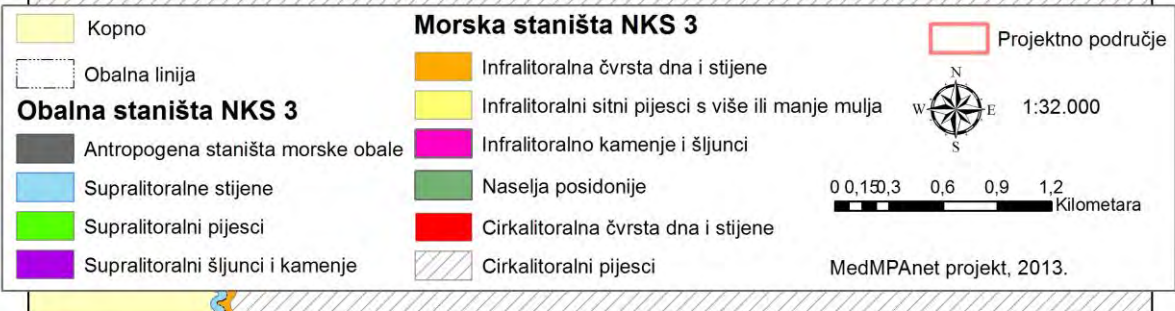 Kopno
Obalna linija
Obalna staništa NKS 3
Antropogena staništa morske obale
Supralitoralne stijene
Supralitoralni pijesci
Supralitoralni šljunci i kamenje
Morska staništa NKS 3
Infralitoralna čvrsta dna i stijene
Infralitoralni sitni pijesci s više ili manje mulja
Infralitoralno kamenje i šljunci
Naselja posidonije
Cirkalitoralna čvrsta dna i stijene
Cirkalitoralni pijesci
Projektno područje
N
W E
S
1:32.000
0 0,15 0,3 0,6 0,9 1,2
Kilometara
MedMPAnet projekt, 2013.